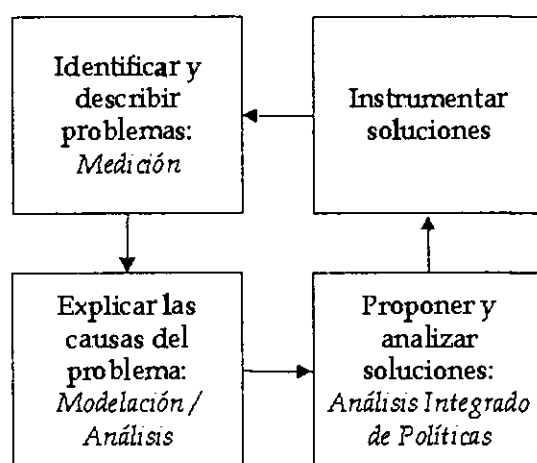 Identificar y
describir
problemas:
Medición
Instrumentar
soluciones
Explicar las
causas del
problema:
Modelación /
Análisis
Proponer y
analizar
soluciones:
Análisis Integrado
de Políticas